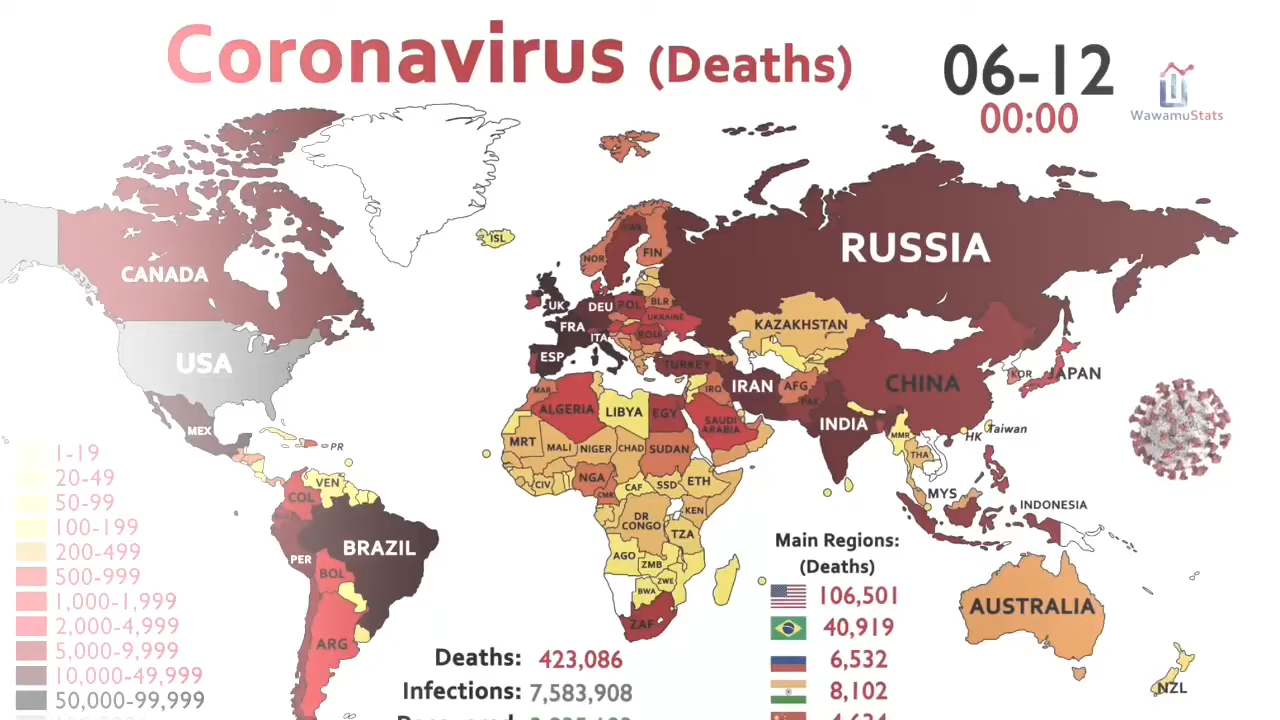 Coronavirus (Deaths)
06-12
00:00
WawamuStats
CANADA
USA
MEX
PR
VEN
COL
PER
BRAZIL
BOL
ARG
ISL
NOR
FIN
UK
DEU
POL
BLR
UKRAINE
FRA
ROU
ITA
ESP
TURKEY
RUSSIA
KAZAKHSTAN
CHINA
KOR
JAPAN
IRAN
AFG
PAK
IRQ
INDIA
SAUDI
ARABIA
MAR
ALGERIA
LIBYA
EGY
MRT
MALI
NIGER
CHAD
SUDAN
CIV
NGA
CMR
CAF
SSD
ETH
DR
CONGO
KEN
TZA
AGO
ZMB
ZWE
BWA
ZAF
MMR
THA
HK
Taiwan
MYS
INDONESIA
AUSTRALIA
NZL
1-19
20-49
50-99
100-199
200-499
500-999
1,000-1,999
2,000-4,999
5,000-9,999
10,000-49,999
50,000-99,999
Deaths: 423,086
Infections: 7,583,908
Main Regions:
(Deaths)
106,501
40,919
6,532
8,102